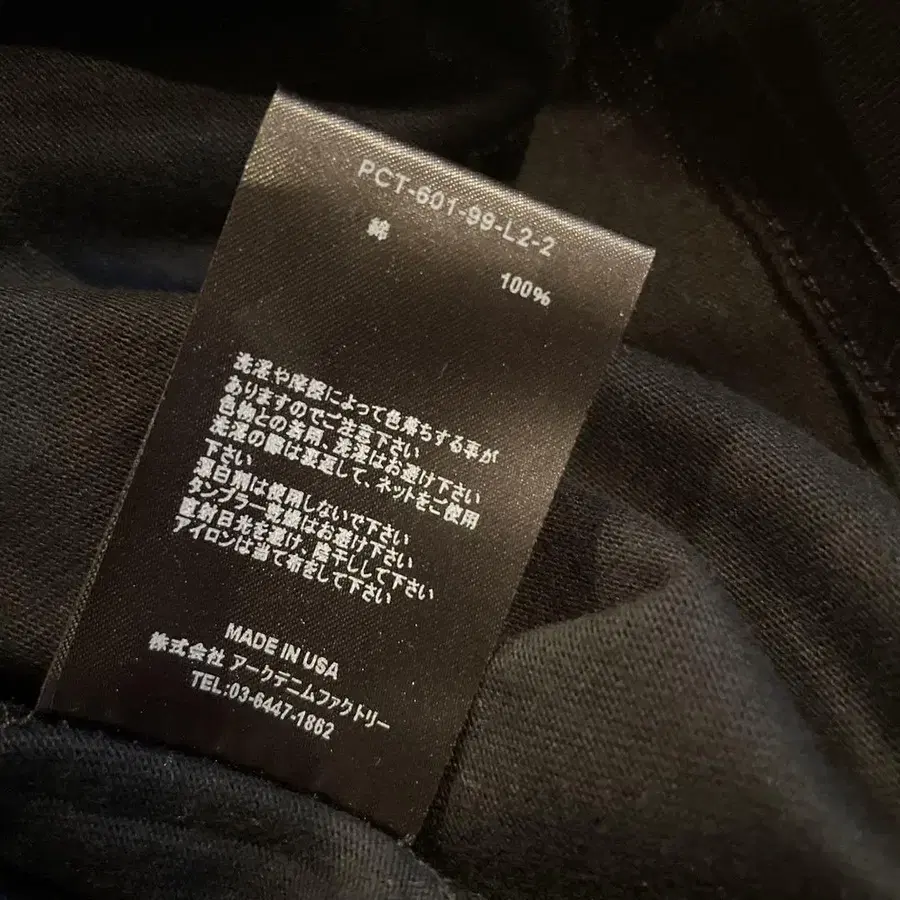 PCT-601-99-L2-2
綿
100%
洗濯や摩擦によって色落ちする事が
ありますのでご注意下さい
色物との着用、洗濯はお避け下さい
洗濯の際は裏返して、ネットをご使用
下さい
漂白剤は使用しないで下さい
タンブラー乾燥はお避け下さい
直射日光を避け、陰干しして下さい
アイロンは当て布をして下さい
MADE IN USA
株式会社 アークデニムファクトリー
TEL:03-6447-1862